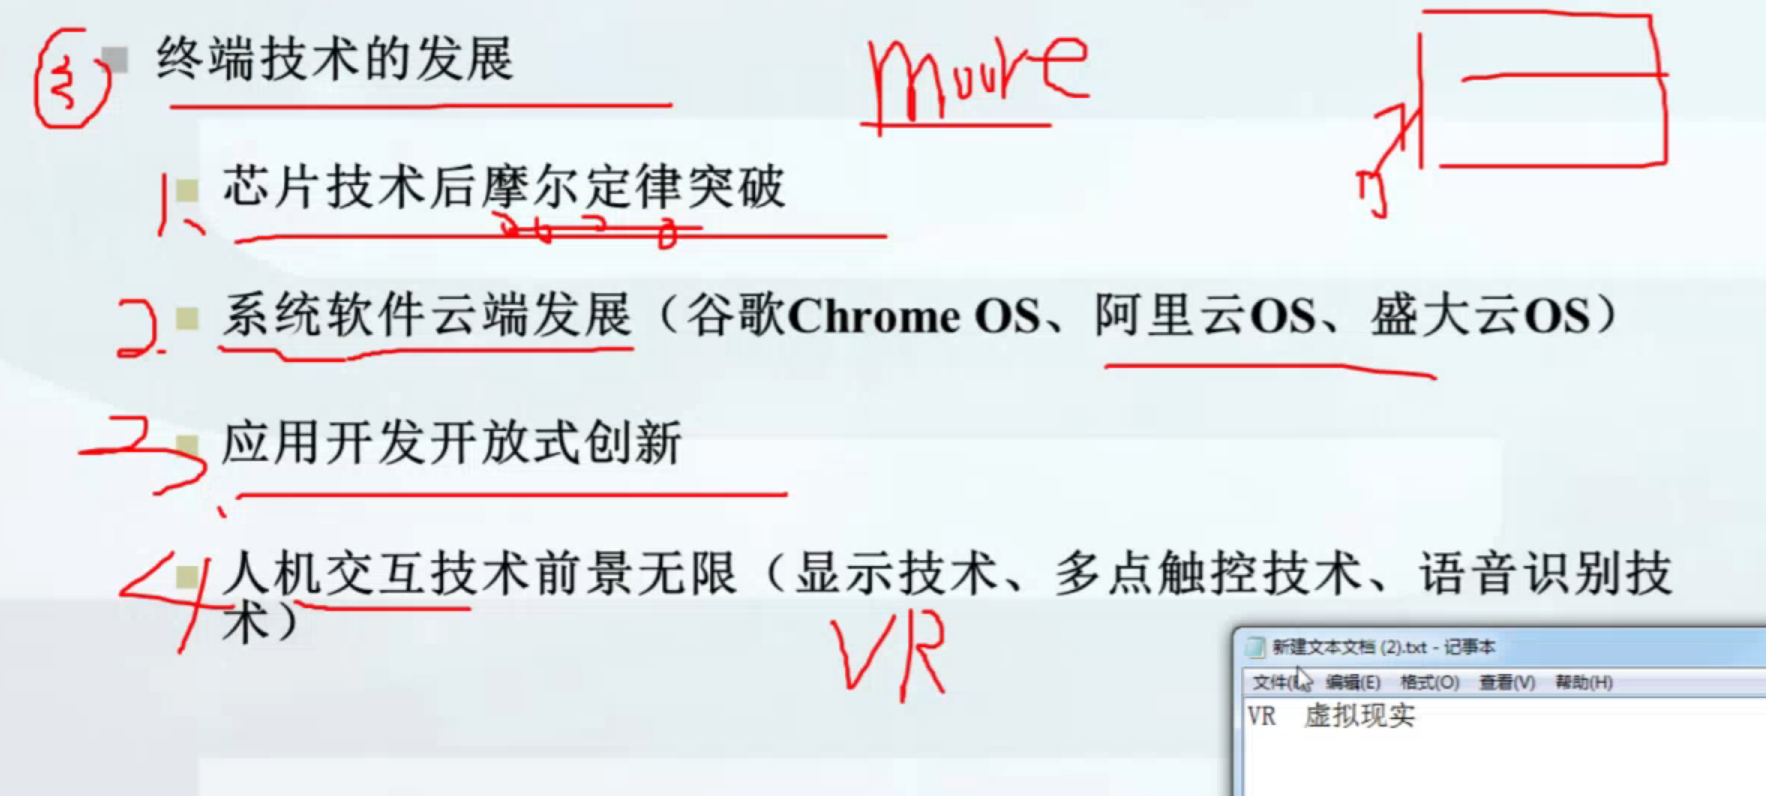 ③ 终端技术的发展
moore
1、芯片技术后摩尔定律突破
2. 系统软件云端发展（谷歌Chrome OS、阿里云OS、盛大云OS）
3、应用开发开放式创新
4 人机交互技术前景无限（显示技术、多点触控技术、语音识别技
术）
VR
新建文本文档 (2).txt - 记事本
文件 编辑(E) 格式(O) 查看(V) 帮助(H)
VR 虚拟现实